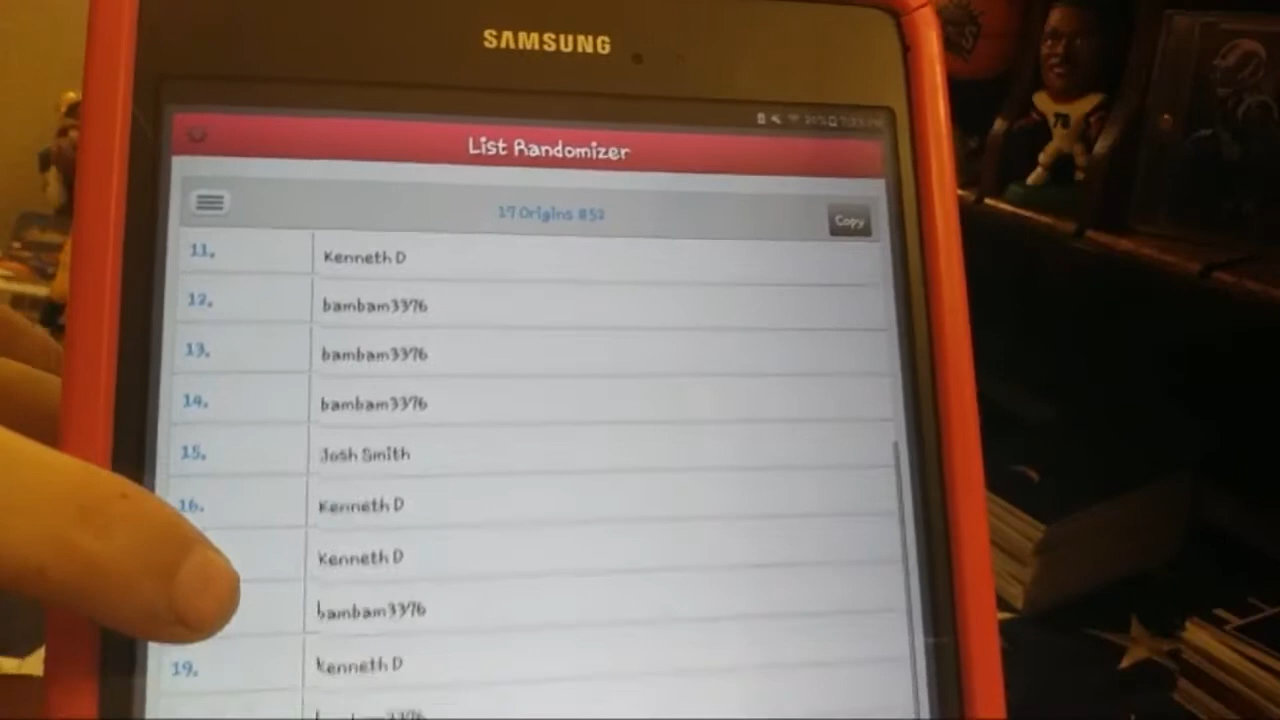 SAMSUNG
List Randomizer
17 Origins #52
Copy
11. Kenneth D
12. bambam3376
13. bambam3376
14. bambam3376
15. Josh Smith
16. Kenneth D
Kenneth D
bambam3376
19. Kenneth D